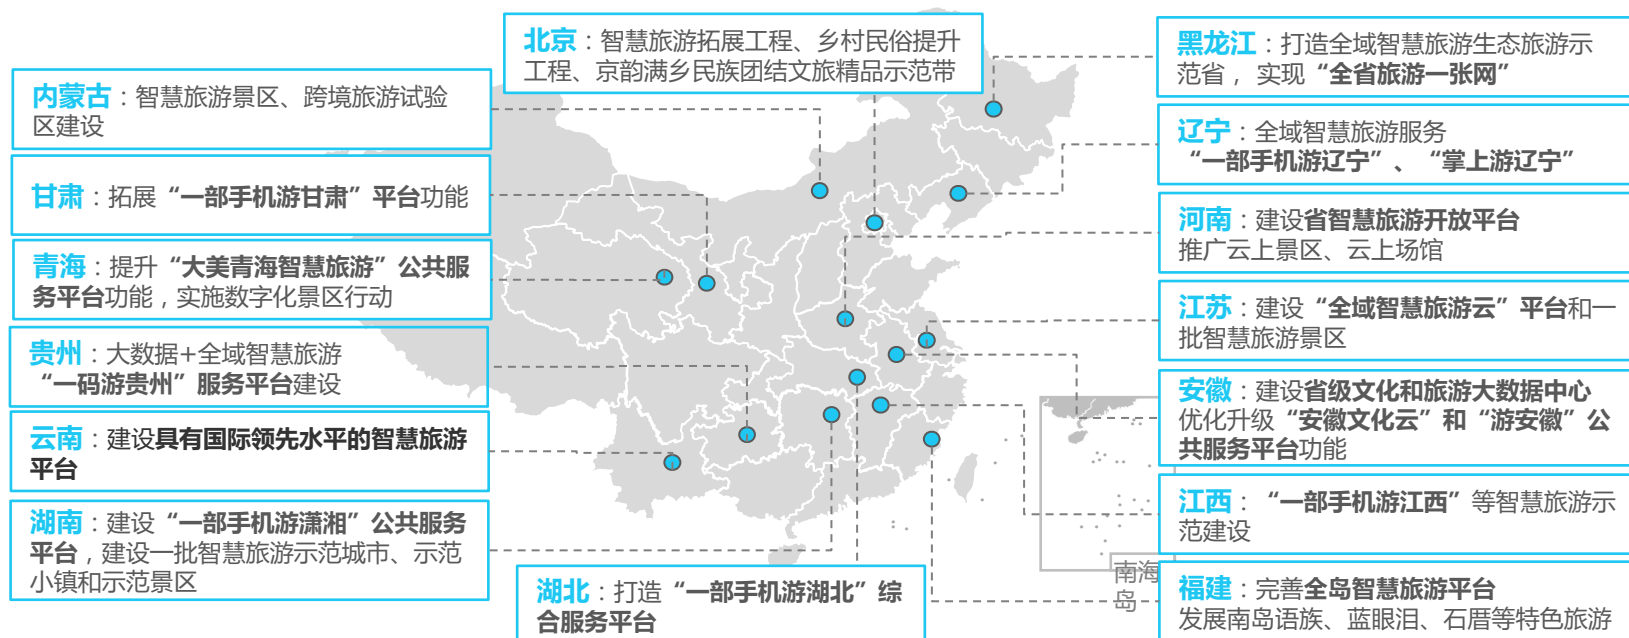 北京：智慧旅游拓展工程、乡村民俗提升
工程、京韵满乡民族团结文旅精品示范带
内蒙古：智慧旅游景区、跨境旅游试验
区建设
甘肃：拓展“一部手机游甘肃”平台功能
青海：提升“大美青海智慧旅游”公共服
务平台功能，实施数字化景区行动
贵州：大数据+全域智慧旅游
“一码游贵州”服务平台建设
云南：建设具有国际领先水平的智慧旅游
平台
湖南：建设“一部手机游潇湘”公共服务
平台，建设一批智慧旅游示范城市、示范
小镇和示范景区
湖北：打造“一部手机游湖北”综
合服务平台
黑龙江：打造全域智慧旅游生态旅游示
范省，实现“全省旅游一张网”
辽宁：全域智慧旅游服务
“一部手机游辽宁”、“掌上游辽宁”
河南：建设省智慧旅游开放平台
推广云上景区、云上场馆
江苏：建设“全域智慧旅游云”平台和一
批智慧旅游景区
安徽：建设省级文化和旅游大数据中心
优化升级“安徽文化云”和“游安徽”公
共服务平台功能
江西：“一部手机游江西”等智慧旅游示
范建设
南海
岛
福建：完善全岛智慧旅游平台
发展南岛语族、蓝眼泪、石厝等特色旅游